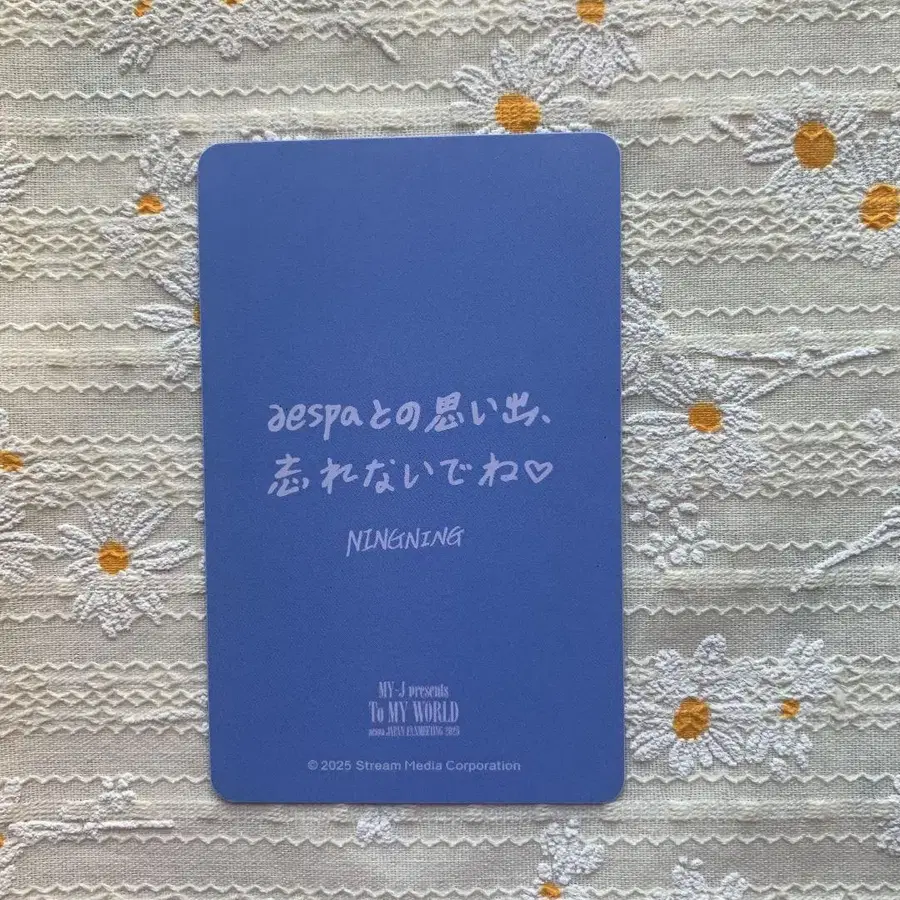 aespaとの思い出、
忘れないでね♡
NINGNING
MY-J presents
To MY WORLD
aespa JAPAN FANMEETING 2025
© 2025 Stream Media Corporation